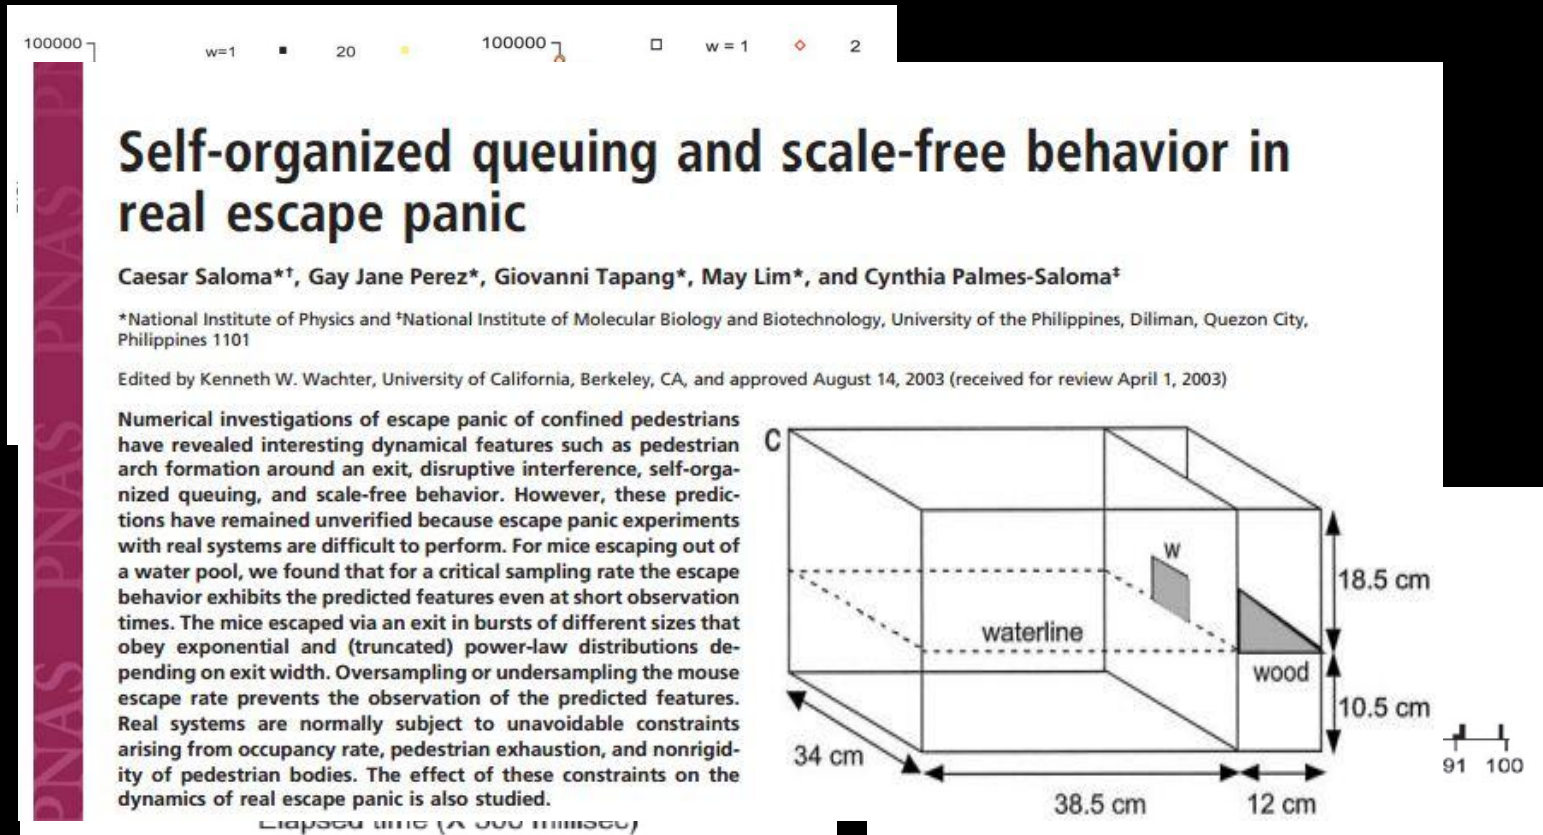 100000
w=1
20
100000
w = 1
2
Self-organized queuing and scale-free behavior in
real escape panic
Caesar Saloma*†, Gay Jane Perez*, Giovanni Tapang*, May Lim*, and Cynthia Palmes-Saloma‡
*National Institute of Physics and ‡National Institute of Molecular Biology and Biotechnology, University of the Philippines, Diliman, Quezon City,
Philippines 1101
Edited by Kenneth W. Wachter, University of California, Berkeley, CA, and approved August 14, 2003 (received for review April 1, 2003)
Numerical investigations of escape panic of confined pedestrians
have revealed interesting dynamical features such as pedestrian
arch formation around an exit, disruptive interference, self-orga-
nized queuing, and scale-free behavior. However, these predic-
tions have remained unverified because escape panic experiments
with real systems are difficult to perform. For mice escaping out of
a water pool, we found that for a critical sampling rate the escape
behavior exhibits the predicted features even at short observation
times. The mice escaped via an exit in bursts of different sizes that
obey exponential and (truncated) power-law distributions de-
pending on exit width. Oversampling or undersampling the mouse
escape rate prevents the observation of the predicted features.
Real systems are normally subject to unavoidable constraints
arising from occupancy rate, pedestrian exhaustion, and nonrigid-
ity of pedestrian bodies. The effect of these constraints on the
dynamics of real escape panic is also studied.
C
w
waterline
wood
18.5 cm
10.5 cm
34 cm
38.5 cm
12 cm
91 100
PNAS PNAS PNAS
Elapsed time (X 500 millisec)